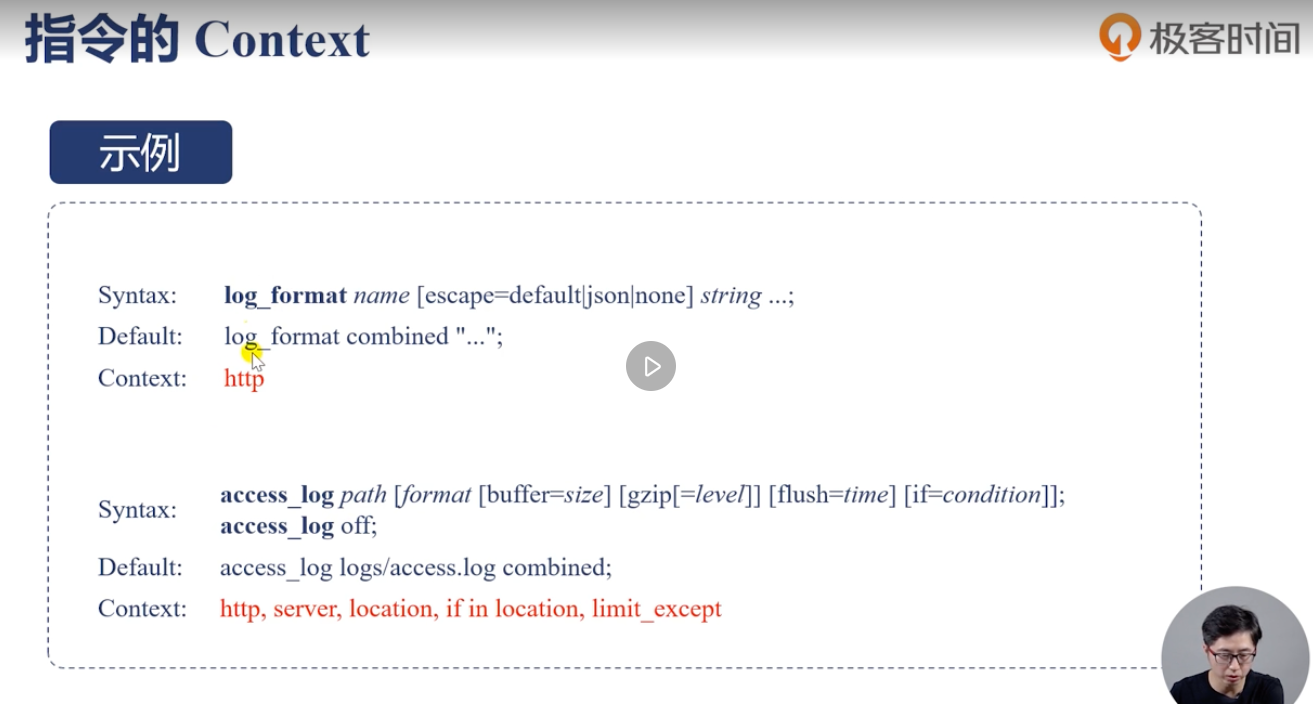 指令的 Context
极客时间
示例
Syntax: log_format name [escape=default|json|none] string ...;
Default: log_format combined "...";
Context: http
Syntax: access_log path [format [buffer=size] [gzip[=level]] [flush=time] [if=condition]];
access_log off;
Default: access_log logs/access.log combined;
Context: http, server, location, if in location, limit_except